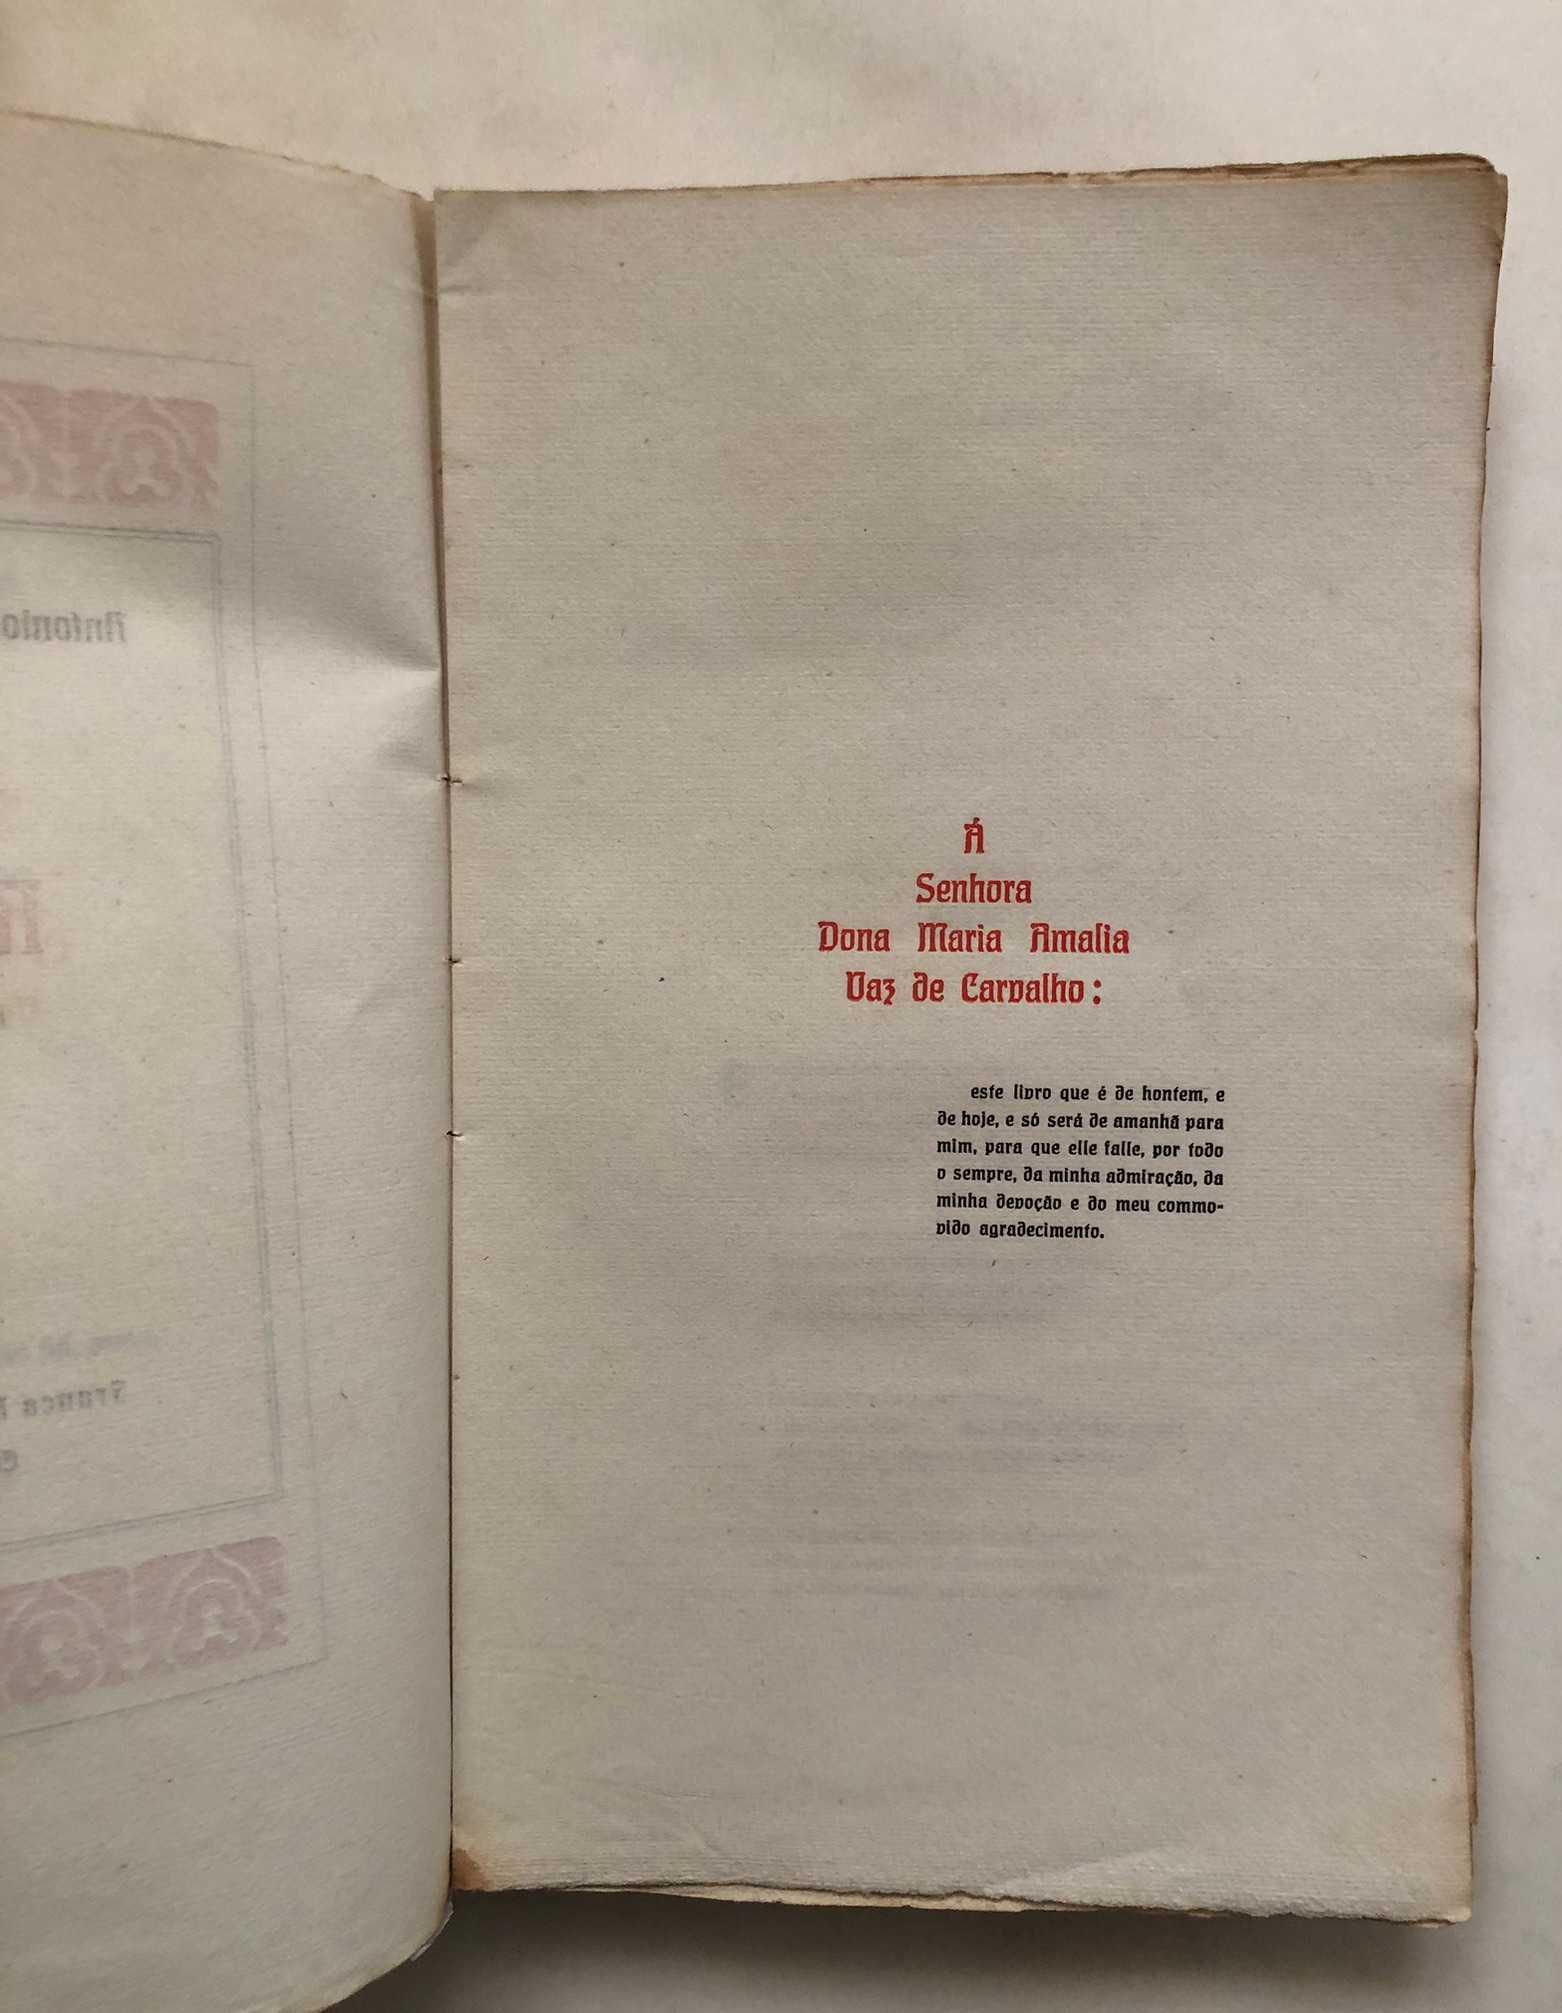 Antonio
Franca
Á
Senhora
Dona Maria Amalia
Vaz de Carvalho:
este livro que é de hontem, e
de hoje, e só será de amanhã para
mim, para que elle falle, por todo
o sempre, da minha admiração, da
minha devoção e do meu commo-
vido agradecimento.